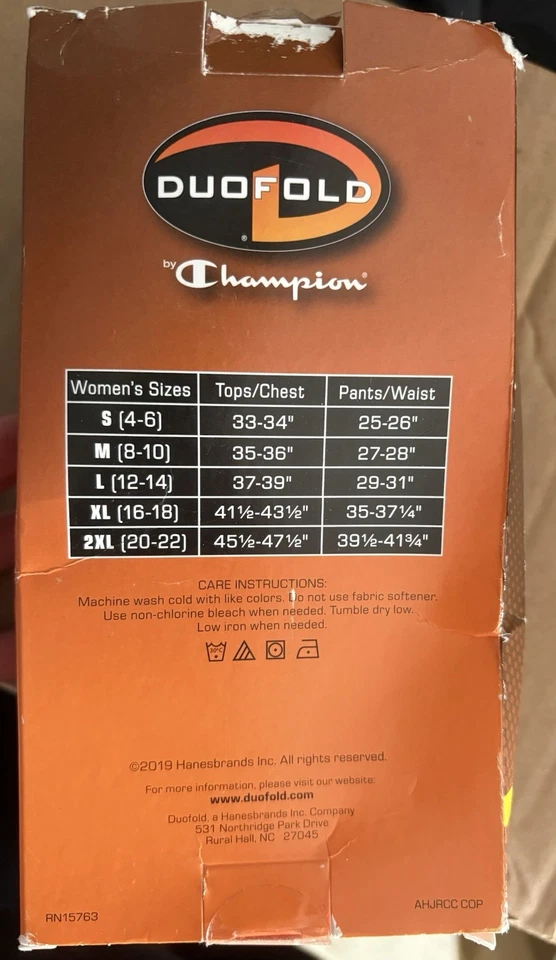 DUOFOLD
®
by Champion®
Women's Sizes Tops/Chest Pants/Waist
S (4-6) 33-34" 25-26"
M (8-10) 35-36" 27-28"
L (12-14) 37-39" 29-31"
XL (16-18) 41½-43½" 35-37¼"
2XL (20-22) 45½-47½" 39½-41¾"
CARE INSTRUCTIONS:
Machine wash cold with like colors. Do not use fabric softener.
Use non-chlorine bleach when needed. Tumble dry low.
Low iron when needed.
30°C
©2019 Hanesbrands Inc. All rights reserved.
For more information, please visit our website:
www.duofold.com
Duofold, a Hanesbrands Inc. Company
531 Northridge Park Drive
Rural Hall, NC 27045
RN15763 AHJRCC COP